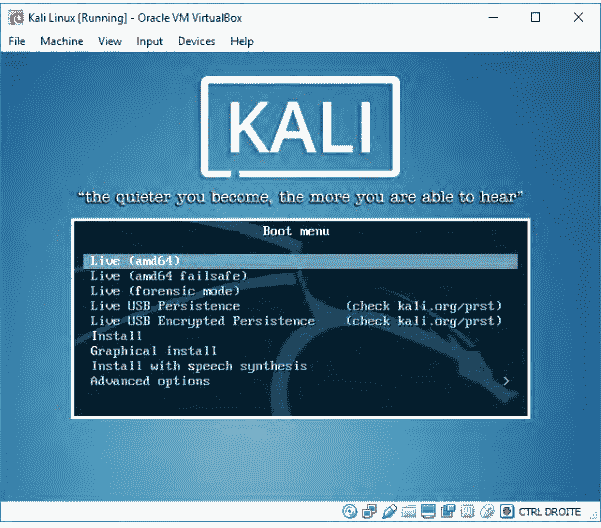 Kali Linux [Running] - Oracle VM VirtualBox
File Machine View Input Devices Help
KALI
“the quieter you become, the more you are able to hear”
Boot menu
Live (amd64)
Live (amd64 failsafe)
Live (forensic mode)
Live USB Persistence (check kali.org/prst)
Live USB Encrypted Persistence (check kali.org/prst)
Install
Graphical install
Install with speech synthesis
Advanced options >
CTRL DROITE